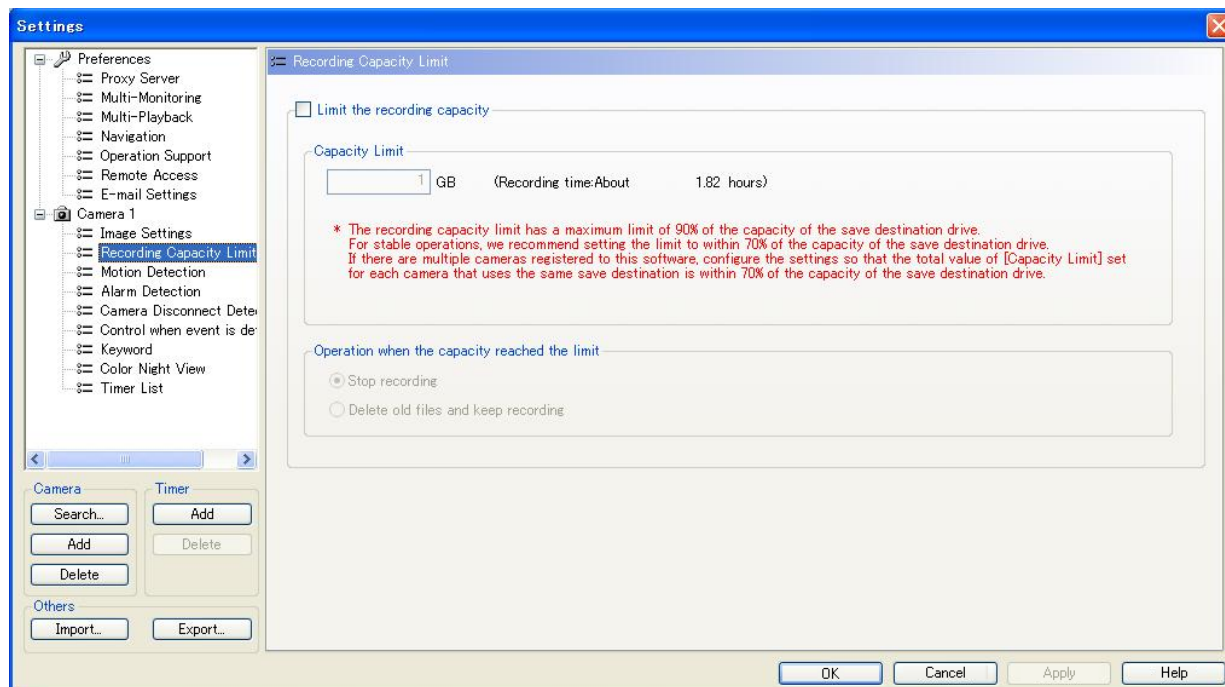 Settings
Preferences
Proxy Server
Multi-Monitoring
Multi-Playback
Navigation
Operation Support
Remote Access
E-mail Settings
Camera 1
Image Settings
Recording Capacity Limit
Motion Detection
Alarm Detection
Camera Disconnect Dete
Control when event is de
Keyword
Color Night View
Timer List
Camera
Search...
Add
Delete
Timer
Add
Delete
Others
Import...
Export...
Recording Capacity Limit
Limit the recording capacity
Capacity Limit
1 GB (Recording time:About 1.82 hours)
* The recording capacity limit has a maximum limit of 90% of the capacity of the save destination drive.
For stable operations, we recommend setting the limit to within 70% of the capacity of the save destination drive.
If there are multiple cameras registered to this software, configure the settings so that the total value of [Capacity Limit] set
for each camera that uses the same save destination is within 70% of the capacity of the save destination drive.
Operation when the capacity reached the limit
Stop recording
Delete old files and keep recording
OK Cancel Apply Help